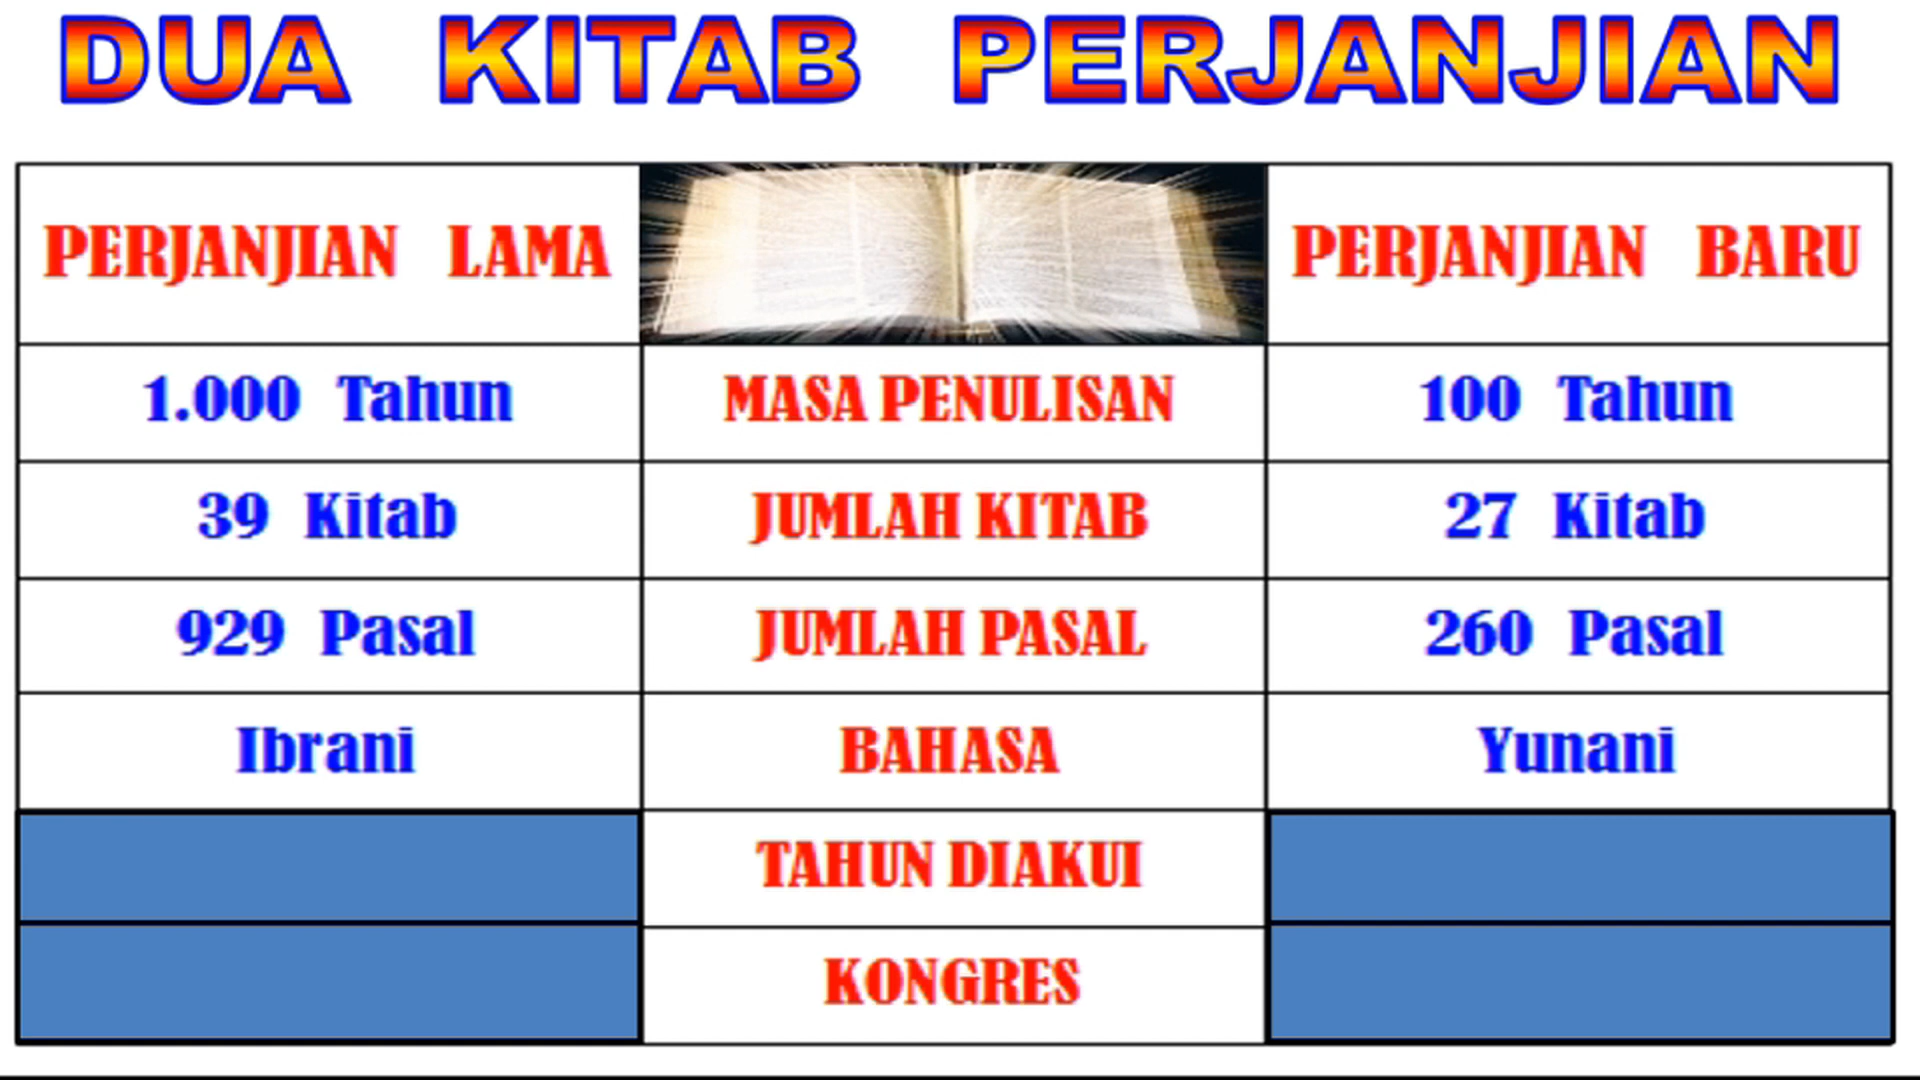 DUA KITAB PERJANJIAN
PERJANJIAN LAMA PERJANJIAN BARU
1.000 Tahun MASA PENULISAN 100 Tahun
39 Kitab JUMLAH KITAB 27 Kitab
929 Pasal JUMLAH PASAL 260 Pasal
Ibrani BAHASA Yunani
TAHUN DIAKUI
KONGRES